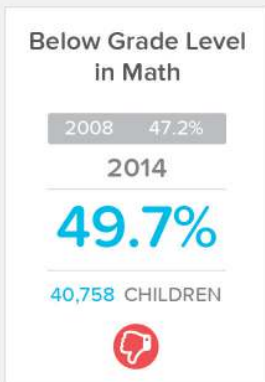 Below Grade Level
in Math
2008 47.2%
2014
49.7%
40,758 CHILDREN